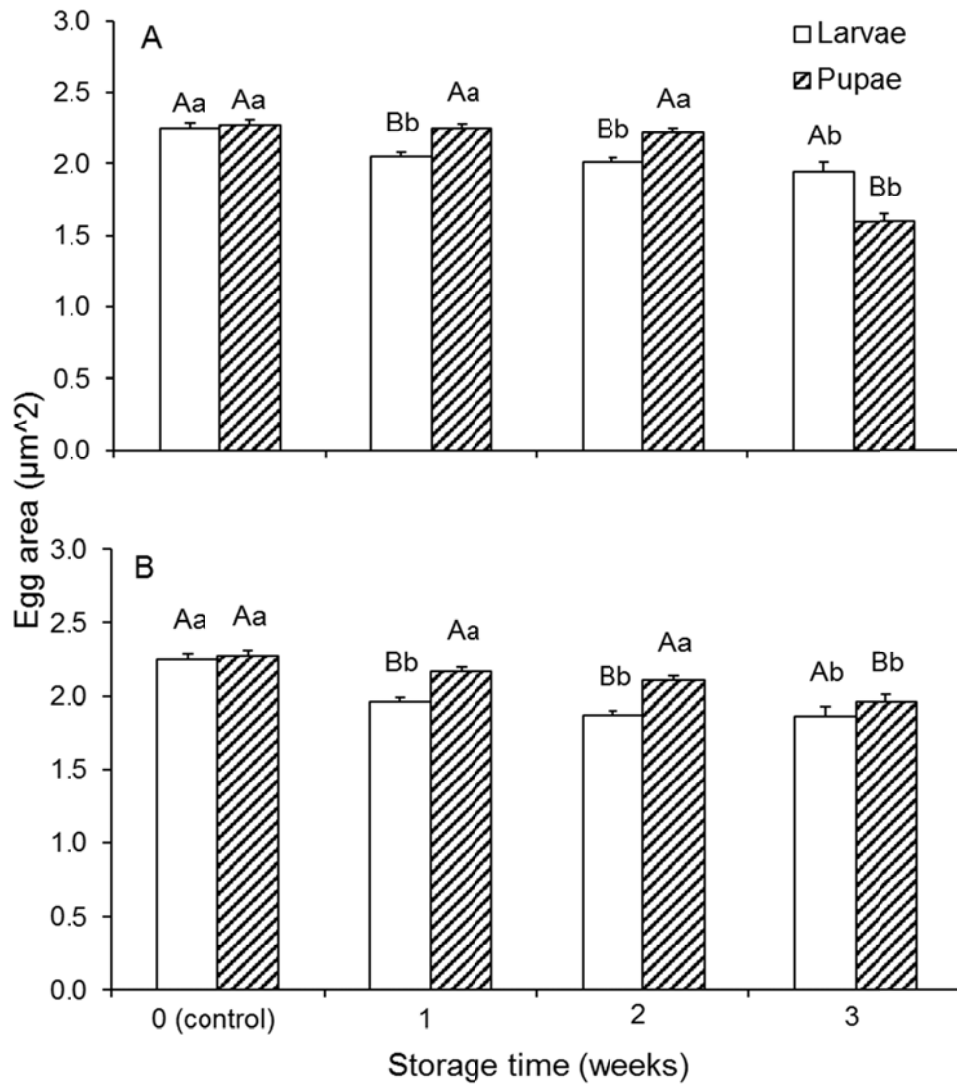 A
Larvae
Pupae
3.0
2.5
2.0
1.5
1.0
0.5
0.0
Aa Aa
Bb Aa
Bb Aa
Ab Bb
Egg area (µm^2)
B
3.0
2.5
2.0
1.5
1.0
0.5
0.0
Aa Aa
Bb Aa
Bb Aa
Ab Bb
0 (control) 1 2 3
Storage time (weeks)